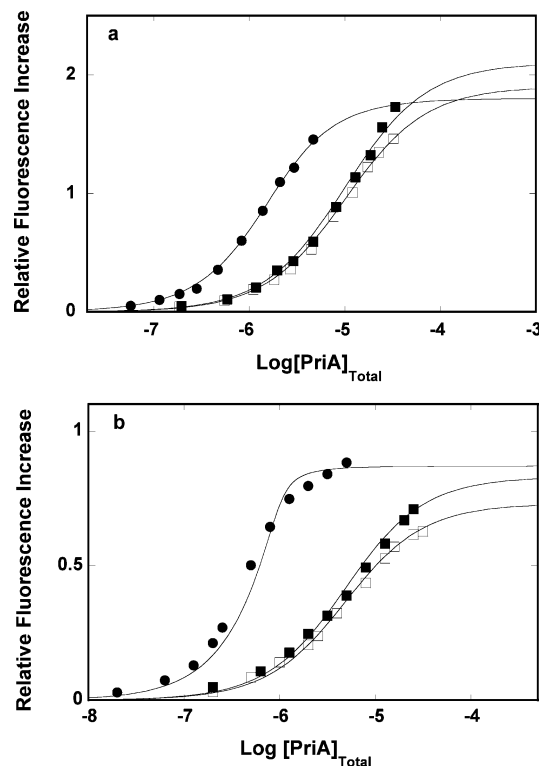 a
Relative Fluorescence Increase
2
1
0
-7 -6 -5 -4 -3
Log[PriA]Total
b
Relative Fluorescence Increase
1
0.5
0
-8 -7 -6 -5 -4
Log [PriA]Total